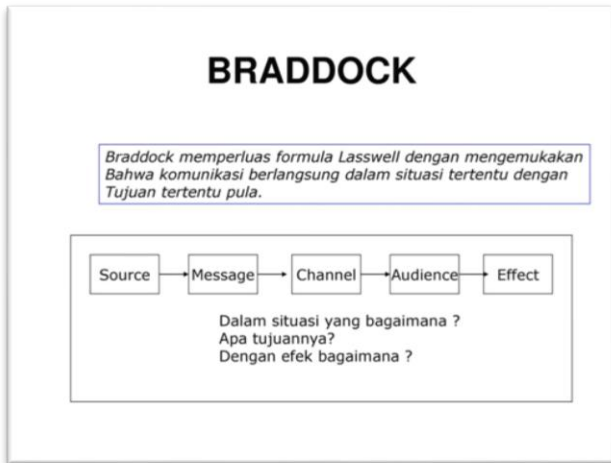 BRADDOCK
Braddock memperluas formula Lasswell dengan mengemukakan
Bahwa komunikasi berlangsung dalam situasi tertentu dengan
Tujuan tertentu pula.
Source Message Channel Audience Effect
Dalam situasi yang bagaimana ?
Apa tujuannya?
Dengan efek bagaimana ?